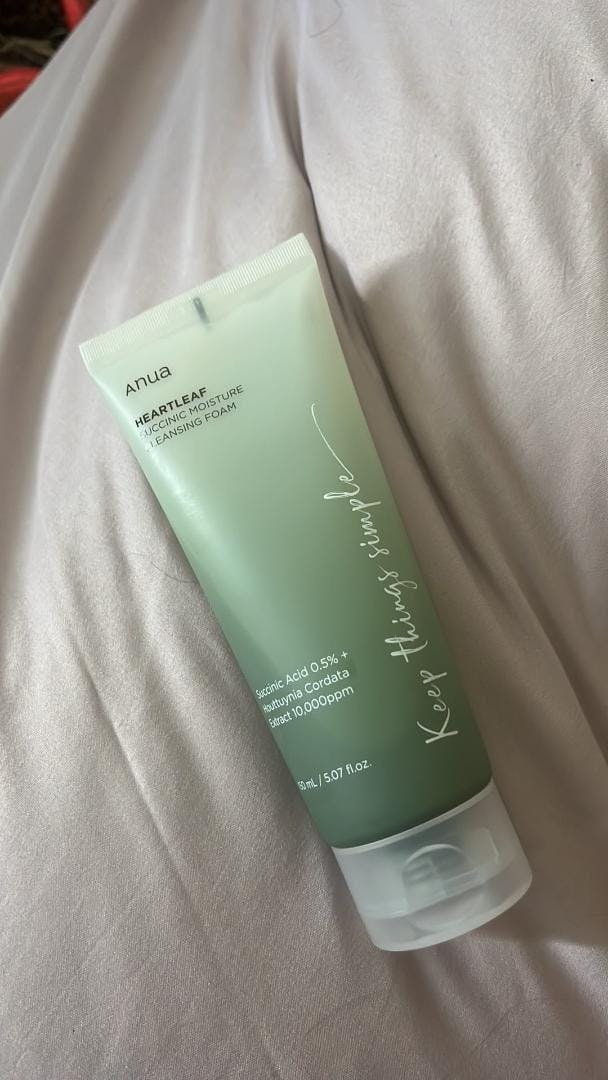 Anua
HEARTLEAF
SUCCINIC MOISTURE
CLEANSING FOAM
Keep things simple
Succinic Acid 0.5% +
Houttuynia Cordata
Extract 10,000ppm
150 mL / 5.07 fl.oz.